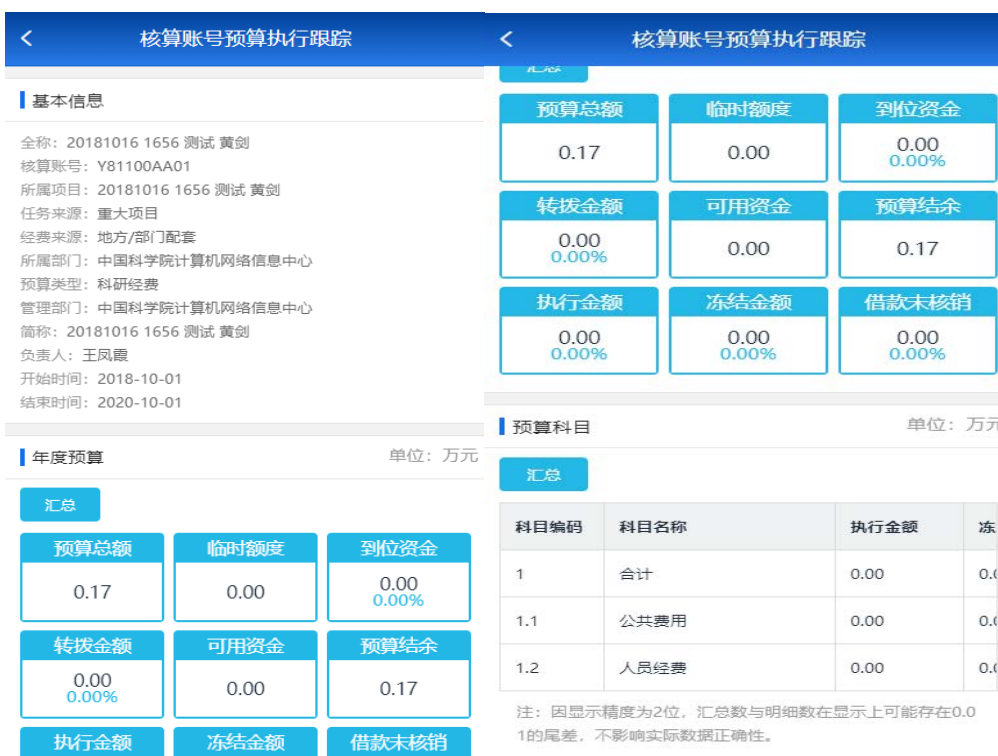 核算账号预算执行跟踪
基本信息
全称：20181016 1656 测试 黄剑
核算账号：Y81100AA01
所属项目：20181016 1656 测试 黄剑
任务来源：重大项目
经费来源：地方/部门配套
所属部门：中国科学院计算机网络信息中心
预算类型：科研经费
管理部门：中国科学院计算机网络信息中心
简称：20181016 1656 测试 黄剑
负责人：王凤霞
开始时间：2018-10-01
结束时间：2020-10-01
年度预算 单位：万元
汇总
预算总额 临时额度 到位资金
0.17 0.00 0.00
0.00%
转拨金额 可用资金 预算结余
0.00 0.00 0.17
0.00%
执行金额 冻结金额 借款未核销
核算账号预算执行跟踪
汇总
预算总额 临时额度 到位资金
0.17 0.00 0.00
0.00%
转拨金额 可用资金 预算结余
0.00 0.00 0.17
0.00%
执行金额 冻结金额 借款未核销
0.00 0.00 0.00
0.00% 0.00% 0.00%
预算科目 单位：万元
汇总
科目编码 科目名称 执行金额 冻
1 合计 0.00 0.0
1.1 公共费用 0.00 0.0
1.2 人员经费 0.00 0.0
注：因显示精度为2位，汇总数与明细数在显示上可能存在0.0
1的尾差，不影响实际数据正确性。